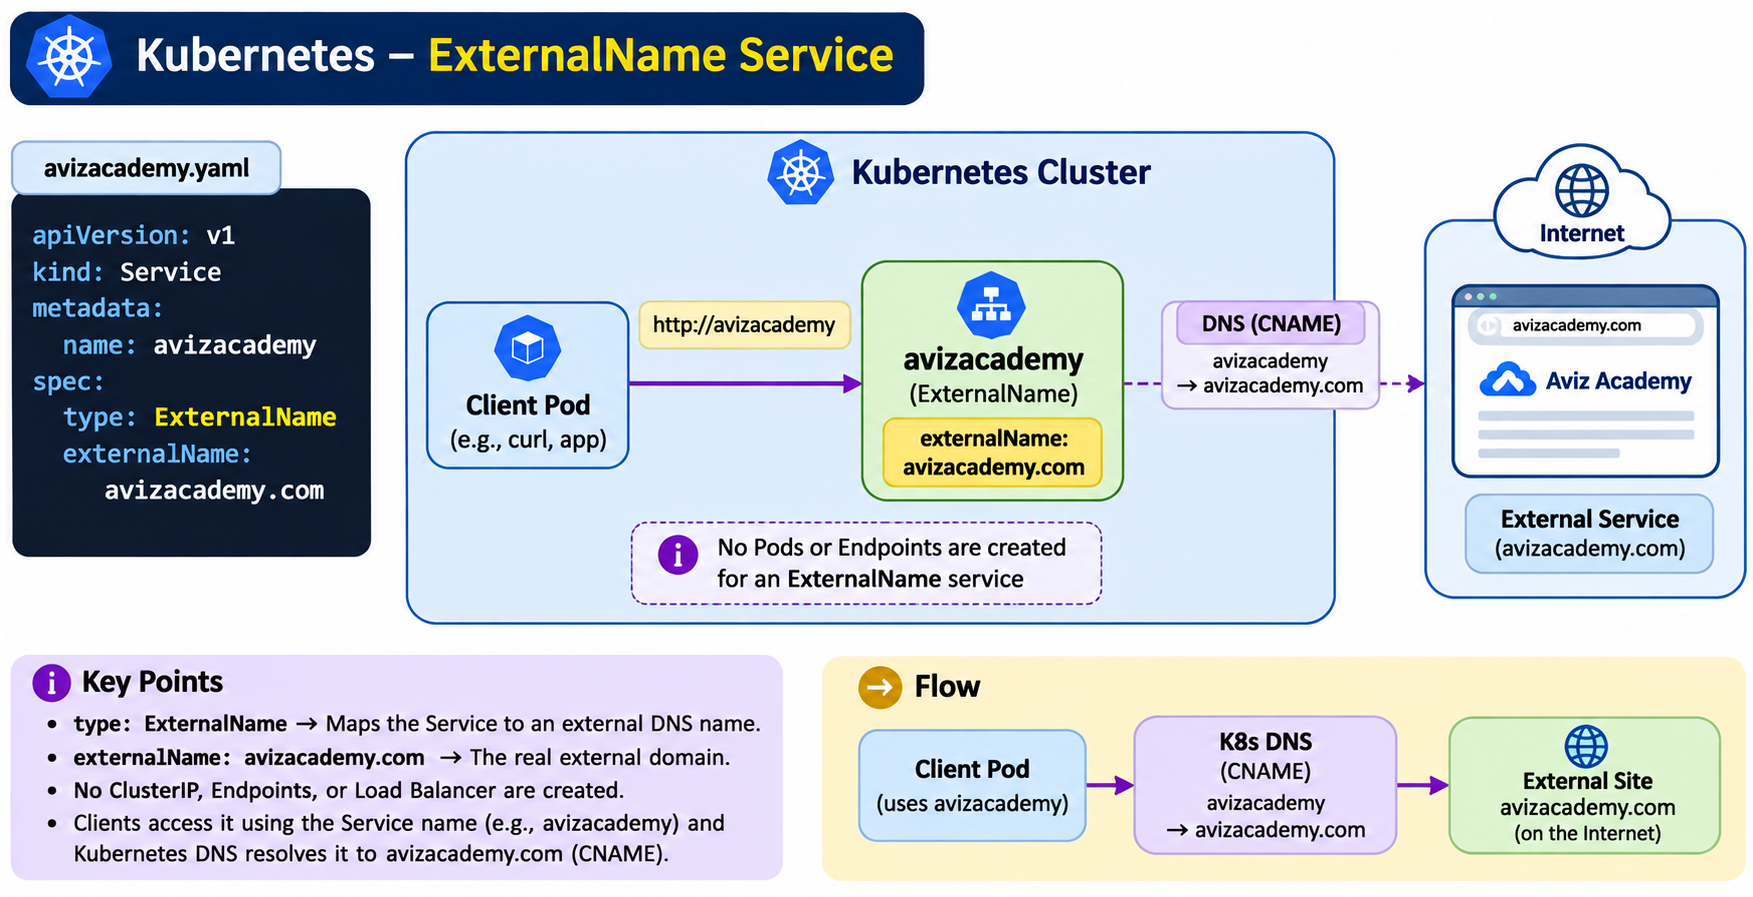 Kubernetes – ExternalName Service
avizacademy.yaml
apiVersion: v1
kind: Service
metadata:
  name: avizacademy
spec:
  type: ExternalName
  externalName:
    avizacademy.com
Kubernetes Cluster
Client Pod
(e.g., curl, app)
http://avizacademy
avizacademy
(ExternalName)
externalName:
avizacademy.com
DNS (CNAME)
avizacademy
→ avizacademy.com
i
No Pods or Endpoints are created
for an ExternalName service
Internet
avizacademy.com
Aviz Academy
External Service
(avizacademy.com)
i Key Points
• type: ExternalName → Maps the Service to an external DNS name.
• externalName: avizacademy.com → The real external domain.
• No ClusterIP, Endpoints, or Load Balancer are created.
• Clients access it using the Service name (e.g., avizacademy) and
Kubernetes DNS resolves it to avizacademy.com (CNAME).
→ Flow
Client Pod
(uses avizacademy)
K8s DNS
(CNAME)
avizacademy
→ avizacademy.com
External Site
avizacademy.com
(on the Internet)